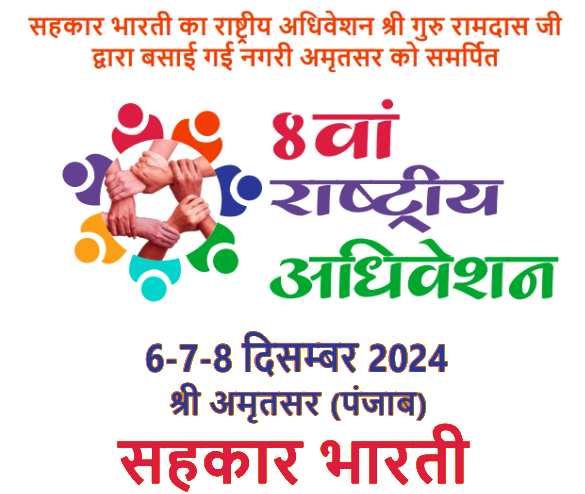 सहकार भारती का राष्ट्रीय अधिवेशन श्री गुरु रामदास जी
द्वारा बसाई गई नगरी अमृतसर को समर्पित
8वां
राष्ट्रीय
अधिवेशन
6-7-8 दिसम्बर 2024
श्री अमृतसर (पंजाब)
सहकार भारती